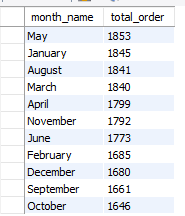 month_name total_order
May 1853
January 1845
August 1841
March 1840
April 1799
November 1792
June 1773
February 1685
December 1680
September 1661
October 1646